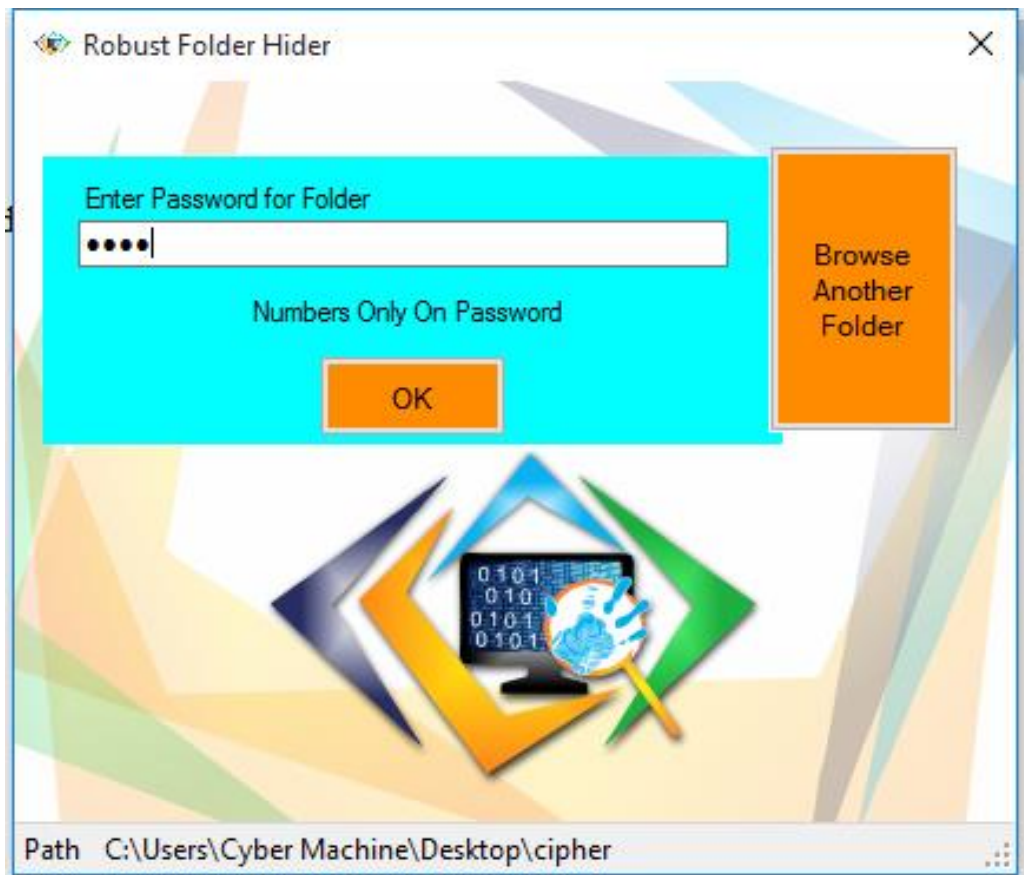 Robust Folder Hider
Enter Password for Folder
••••
Numbers Only On Password
OK
Browse
Another
Folder
0101
010
0101
0101
Path C:\Users\Cyber Machine\Desktop\cipher